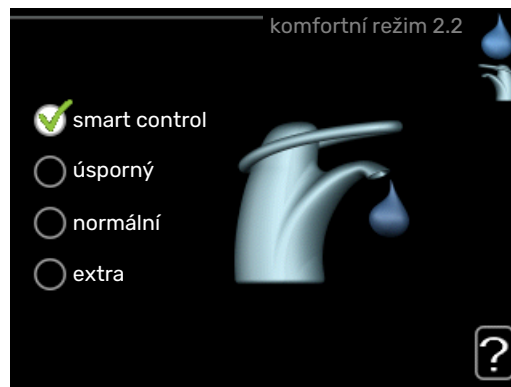 komfortní režim 2.2
smart control
úsporný
normální
extra
?